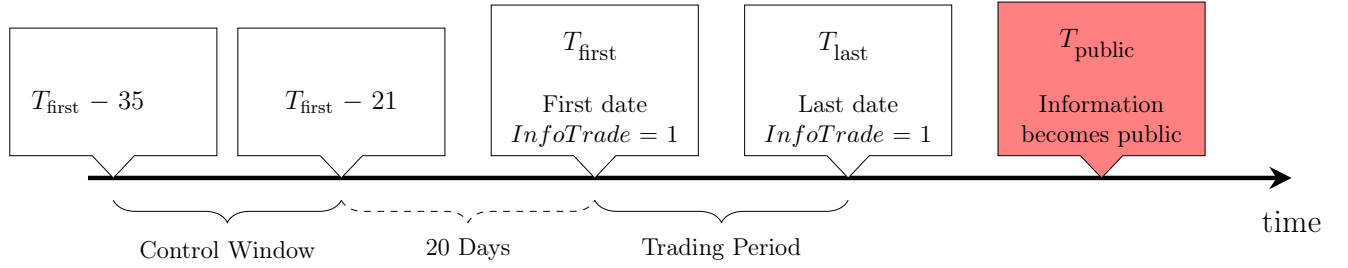 T_first − 35
T_first − 21
T_first
First date
InfoTrade = 1
T_last
Last date
InfoTrade = 1
T_public
Information
becomes public
time
Control Window
20 Days
Trading Period